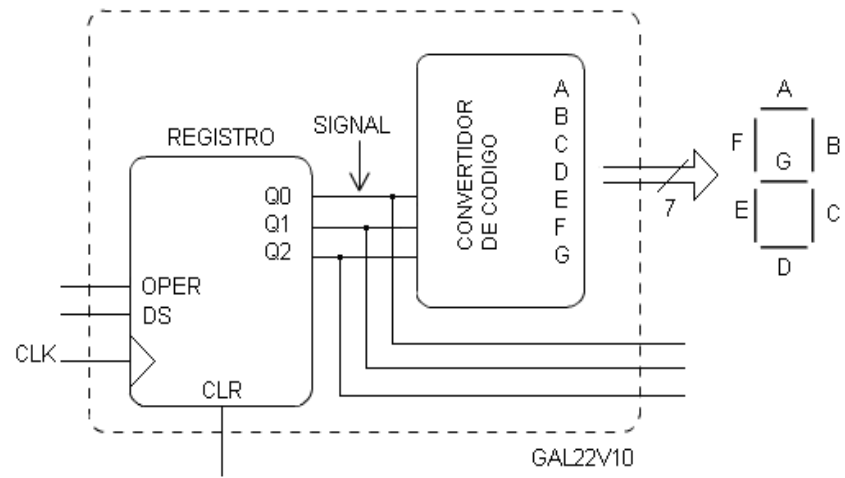 REGISTRO
SIGNAL
Q0
Q1
Q2
OPER
DS
CLK
CLR
CONVERTIDOR
DE CODIGO
A
B
C
D
E
F
G
7
A
F
B
G
E
C
D
GAL22V10